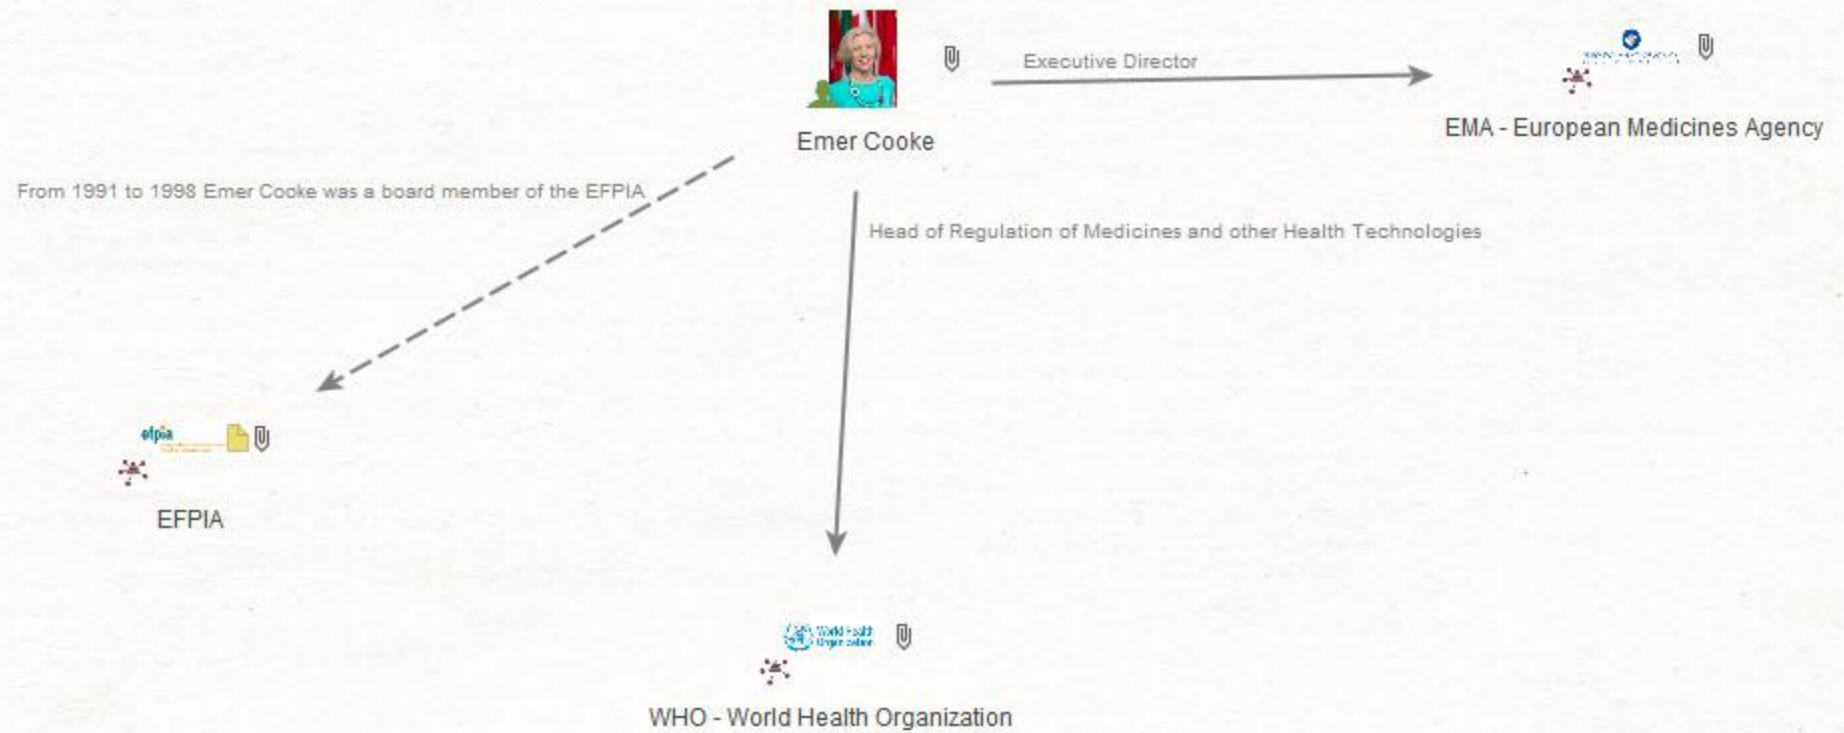 Executive Director
Emer Cooke
EMA - European Medicines Agency
From 1991 to 1998 Emer Cooke was a board member of the EFPIA
Head of Regulation of Medicines and other Health Technologies
efpia
EFPIA
World Health
Organization
WHO - World Health Organization